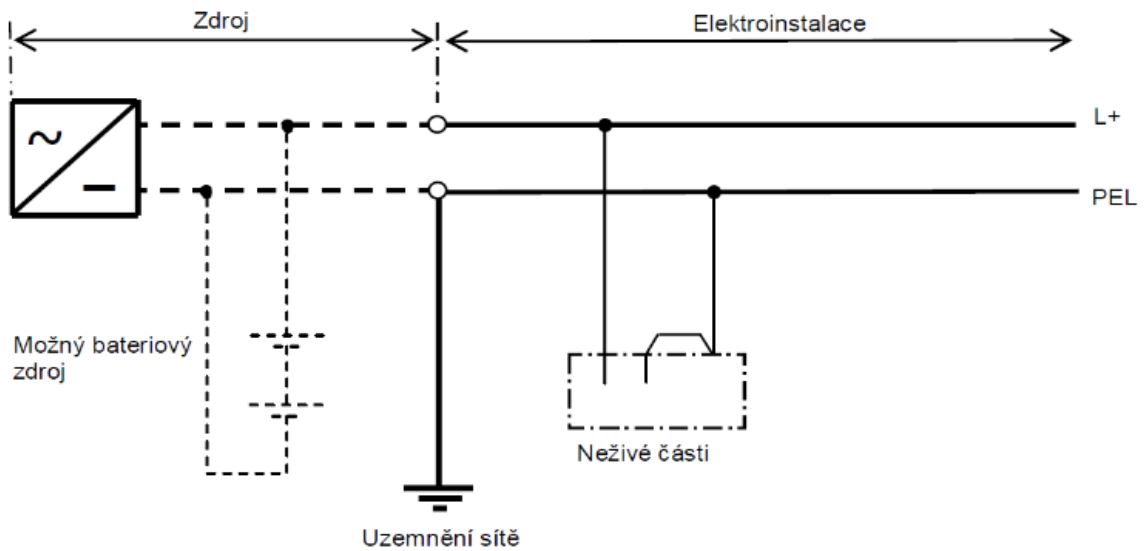 Zdroj
Elektroinstalace
~
–
L+
PEL
Možný bateriový
zdroj
Neživé části
Uzemnění sítě